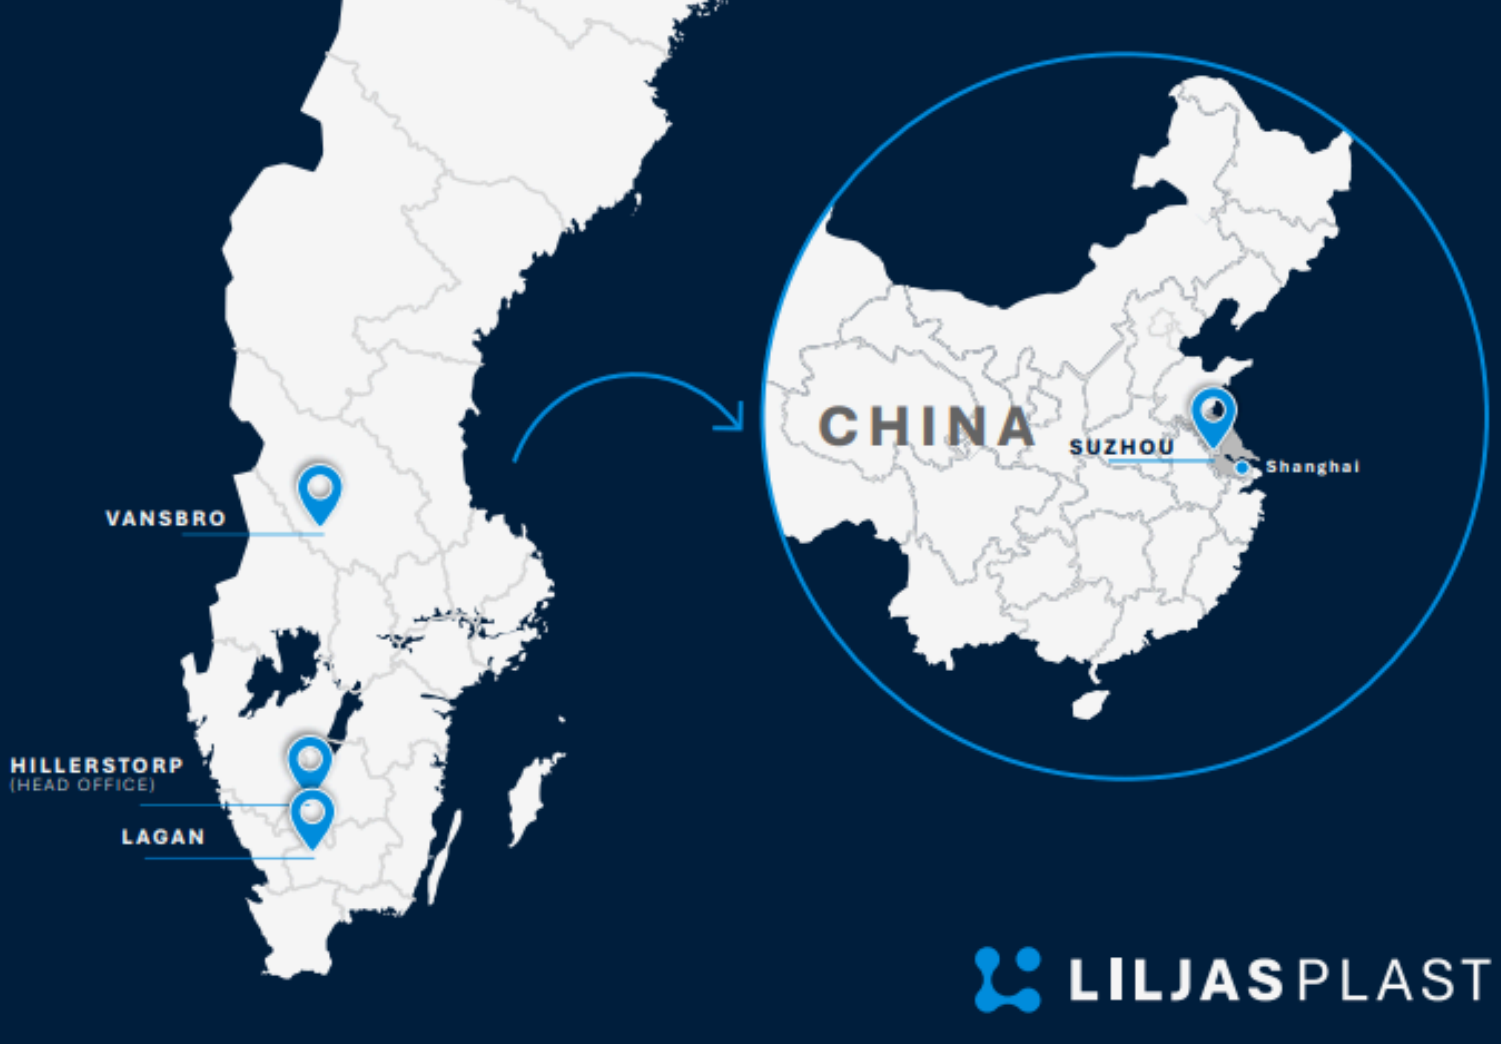 VANSBRO
HILLERSTORP
(HEAD OFFICE)
LAGAN
CHINA
SUZHOU
Shanghai
LILJASPLAST